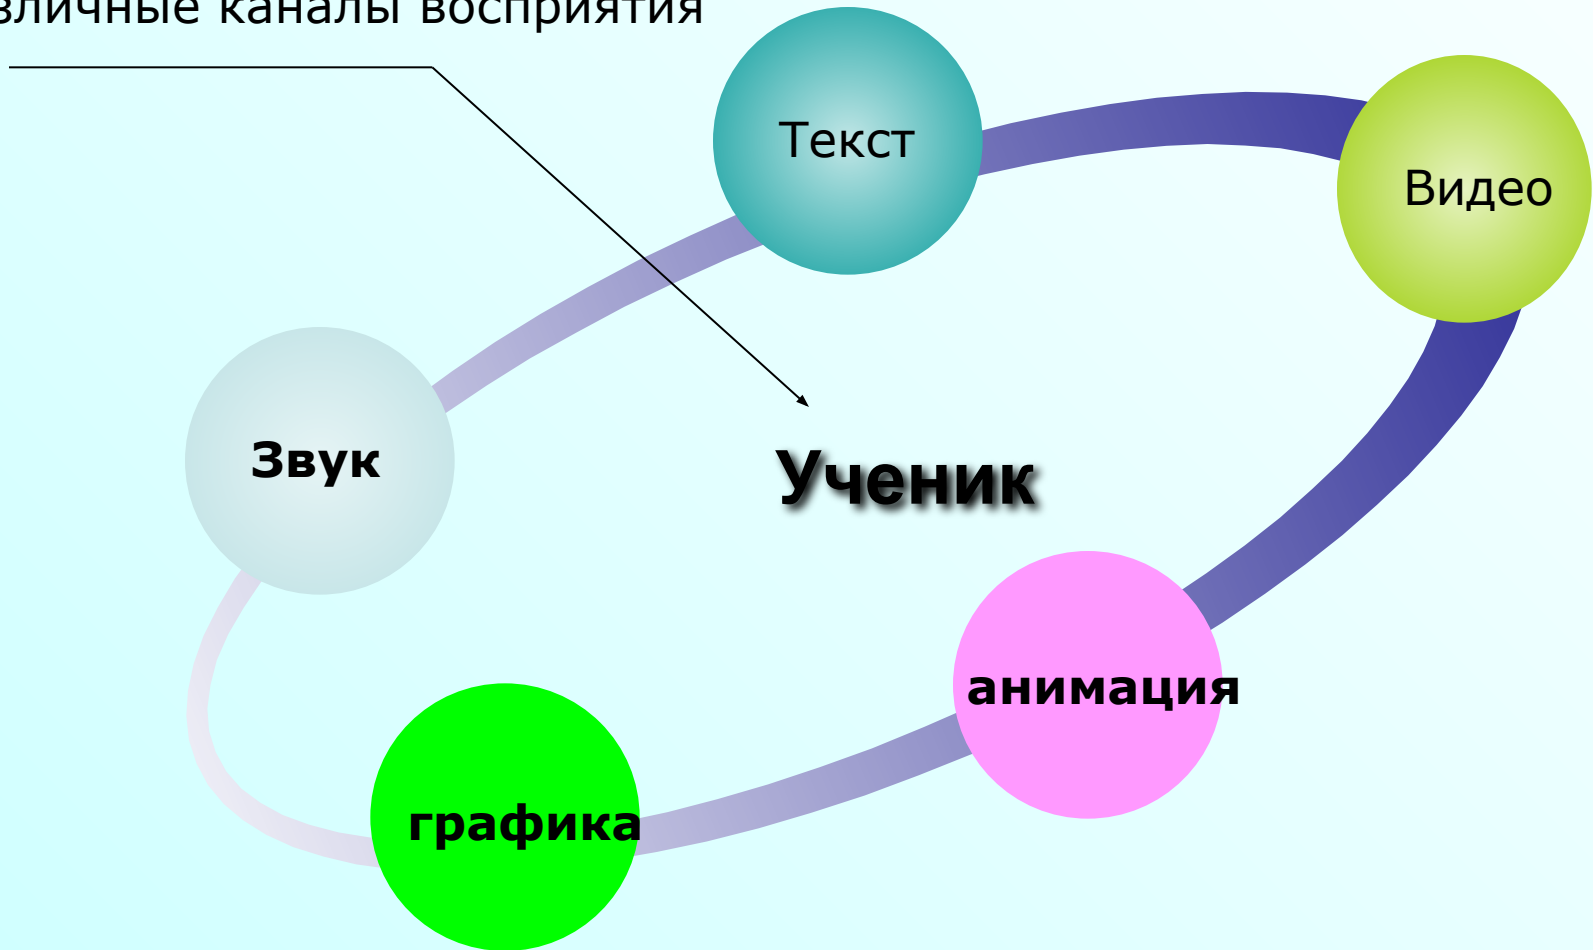 зличные каналы восприятия
Текст
Видео
Звук
Ученик
анимация
графика